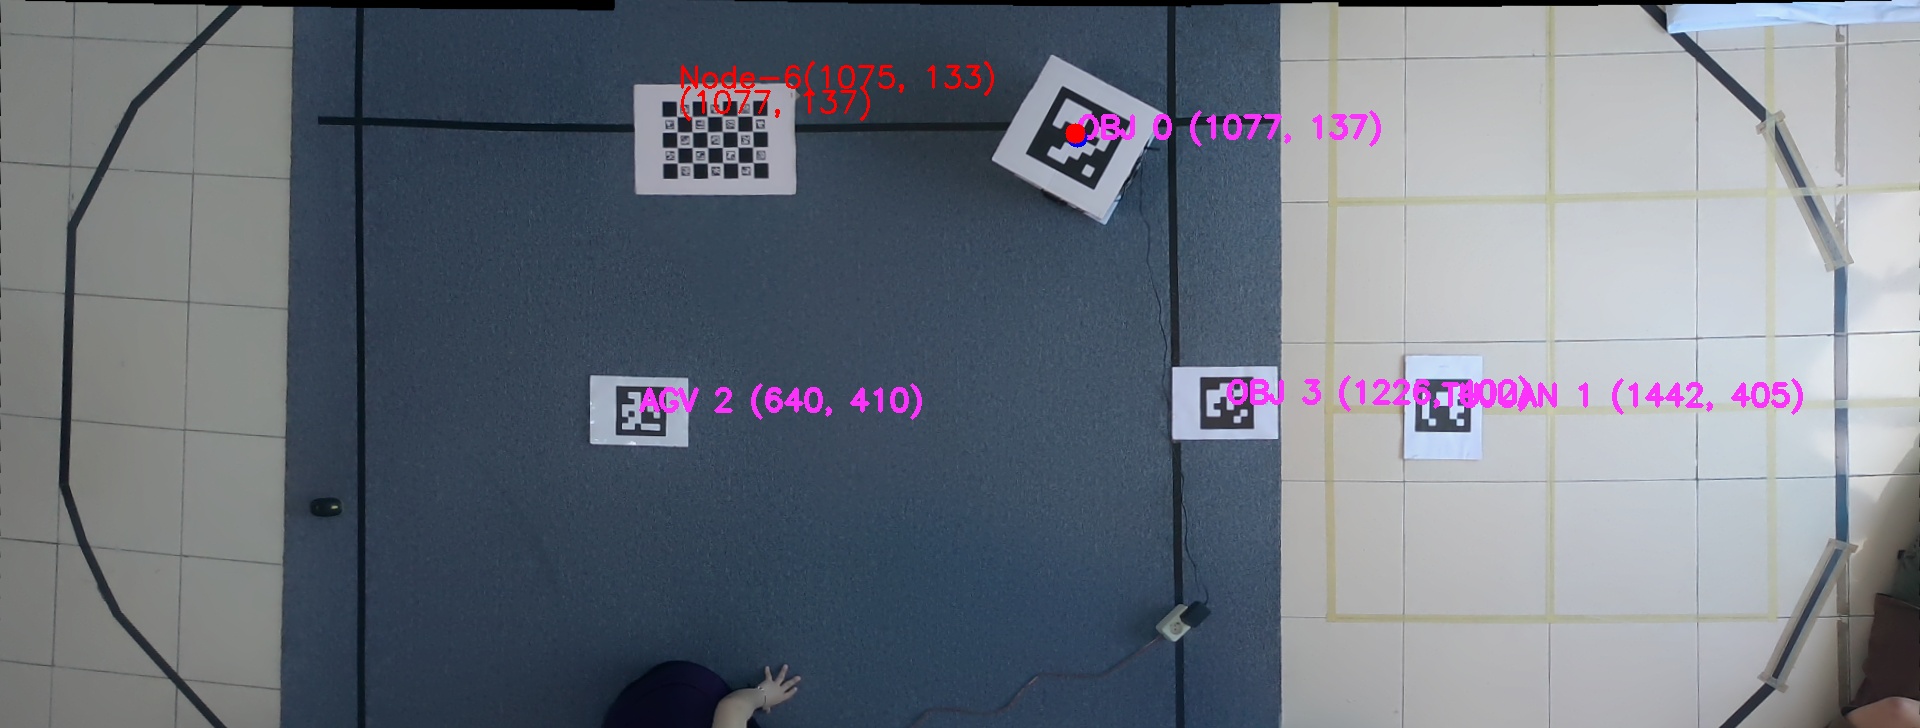 Node-6(1075, 133)
(1077, 137)
OBJ 0 (1077, 137)
AGV 2 (640, 410)
OBJ 3 (1226, 400)
1 (1442, 405)